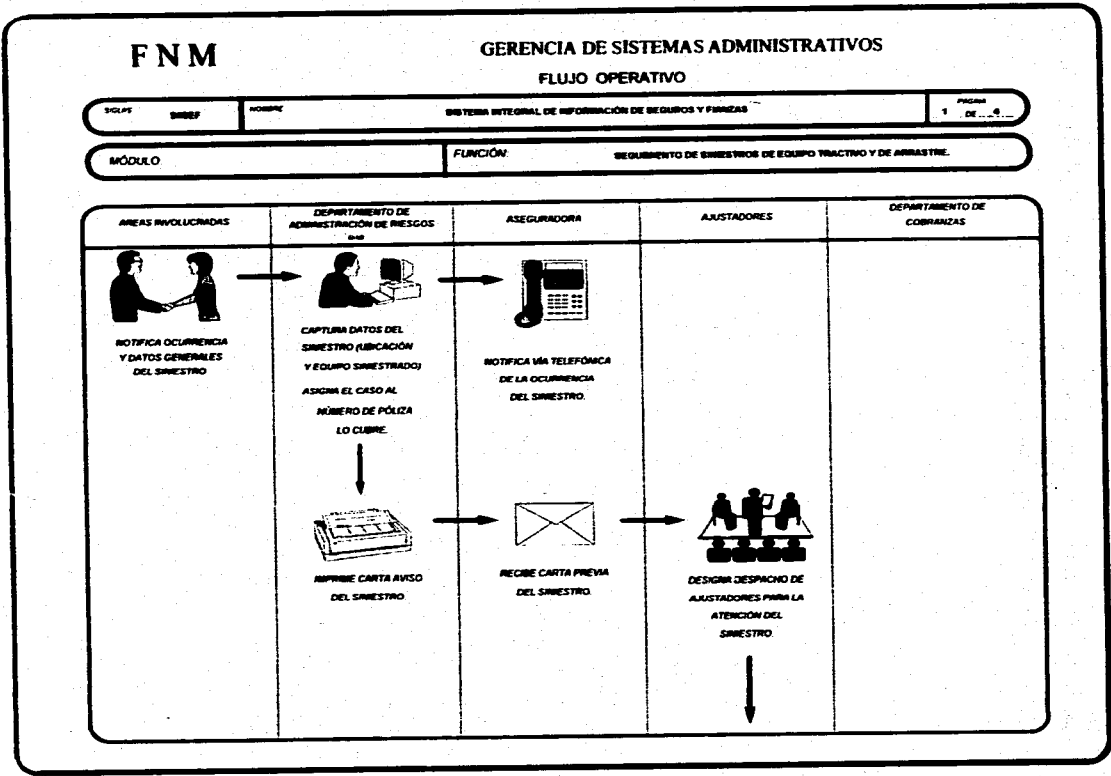 FNM
GERENCIA DE SISTEMAS ADMINISTRATIVOS
FLUJO OPERATIVO
SIGLAS
NOMBRE
SISTEMA INTEGRAL DE INFORMACIÓN DE SEGUROS Y FIANZAS
PAGINA
1 DE 4
MÓDULO
FUNCIÓN:
SEGUIMIENTO DE SINIESTROS DE EQUIPO TRACTIVO Y DE ARRASTRE.
AREAS INVOLUCRADAS
DEPARTAMENTO DE
ADMINISTRACIÓN DE RIESGOS
ASEGURADORA
AJUSTADORES
DEPARTAMENTO DE
COBRANZAS
NOTIFICA OCURRENCIA
Y DATOS GENERALES
DEL SINIESTRO
CAPTURA DATOS DEL
SINIESTRO (UBICACIÓN
Y EQUIPO SINIESTRADO)
ASIGNA EL CASO AL
NÚMERO DE PÓLIZA
LO CUBRE.
NOTIFICA VÍA TELEFÓNICA
DE LA OCURRENCIA
DEL SINIESTRO.
IMPRIME CARTA AVISO
DEL SINIESTRO
RECIBE CARTA PREVIA
DEL SINIESTRO.
DESIGNA DESPACHO DE
AJUSTADORES PARA LA
ATENCIÓN DEL
SINIESTRO.